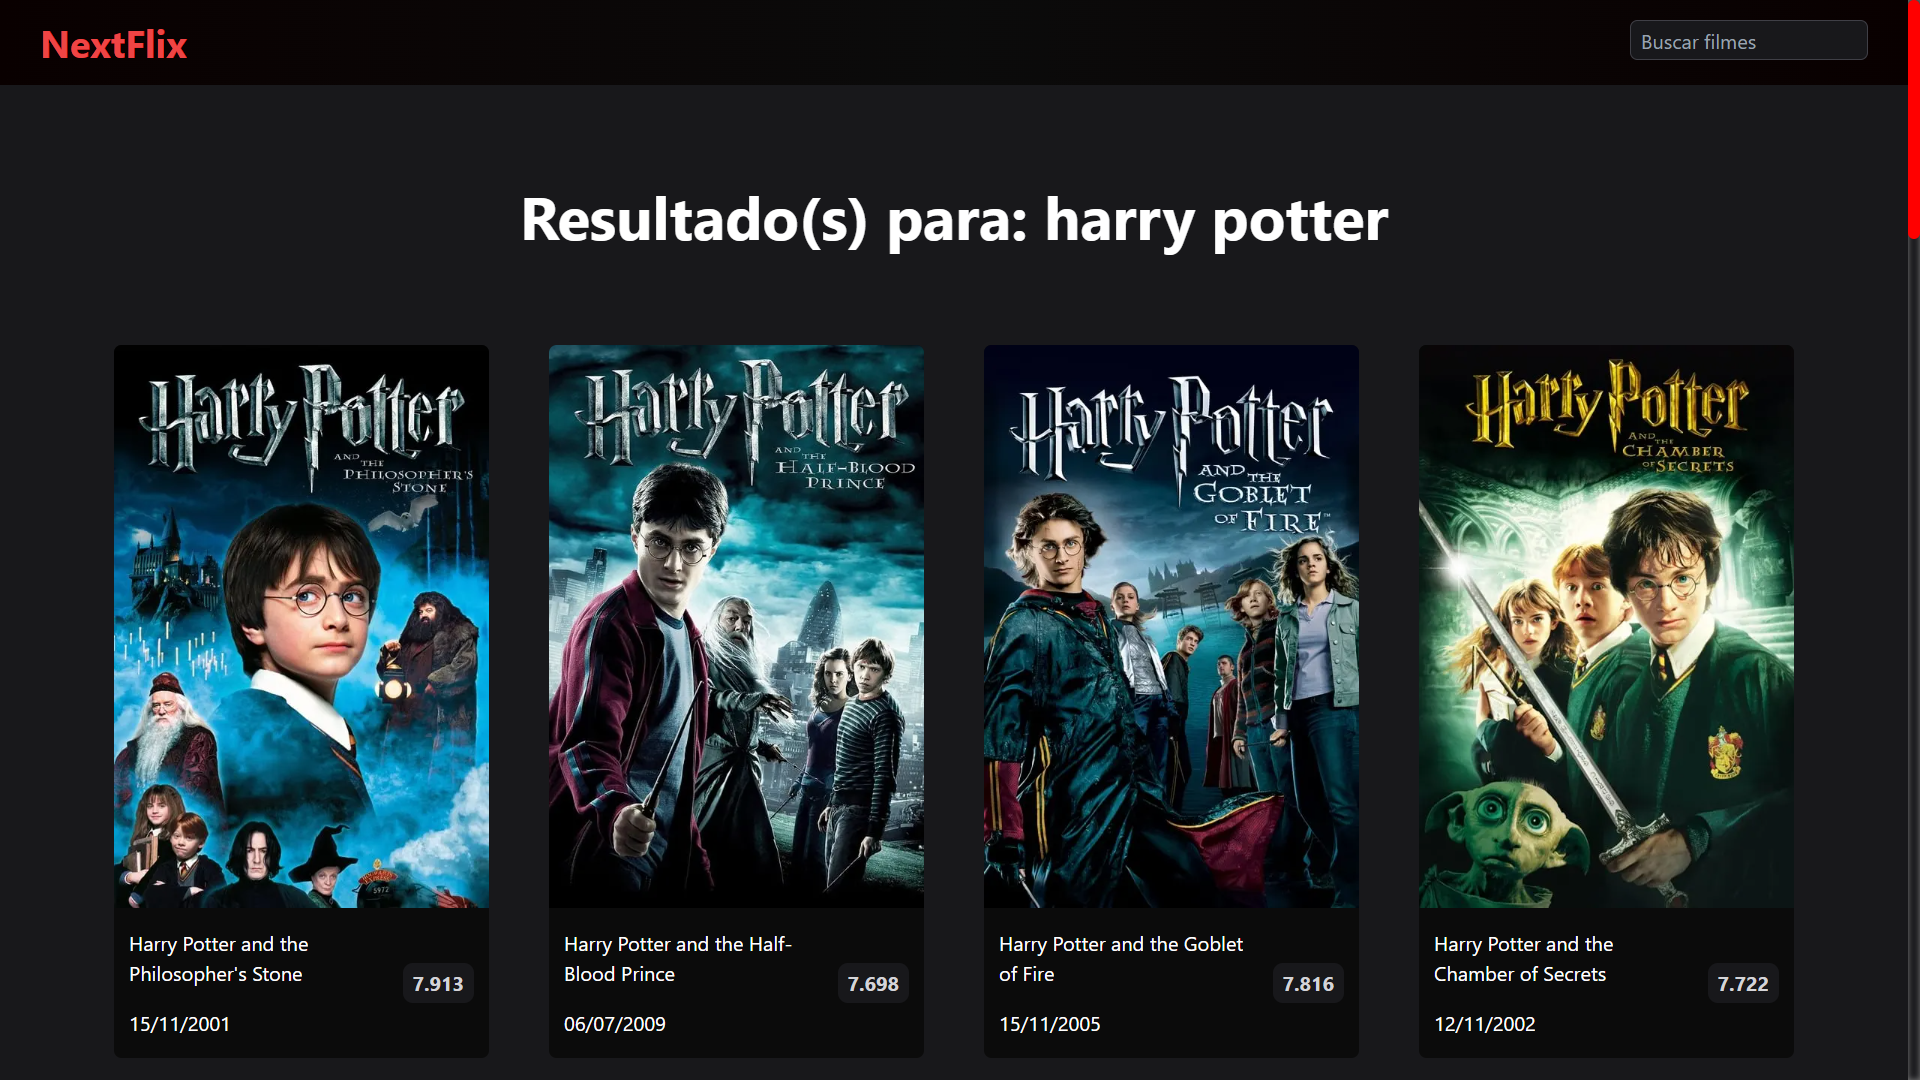 NextFlix
Buscar filmes
Resultado(s) para: harry potter
Harry Potter
AND THE
PHILOSOPHER'S
STONE
5972
Harry Potter
AND THE
HALF-BLOOD
PRINCE
Harry Potter
AND THE
GOBLET
OF FIRE™
Harry Potter
AND THE
CHAMBER
OF SECRETS
Harry Potter and the
Philosopher's Stone
7.913
15/11/2001
Harry Potter and the Half-
Blood Prince
7.698
06/07/2009
Harry Potter and the Goblet
of Fire
7.816
15/11/2005
Harry Potter and the
Chamber of Secrets
7.722
12/11/2002